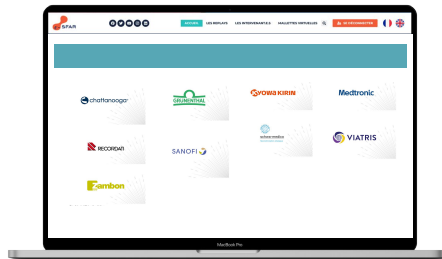 SFAR
ACCUEIL LES REPLAYS LES INTERVENANT.E.S MALLETTES VIRTUELLES SE DÉCONNECTER
chattanooga
GRÜNENTHAL
KYOWA KIRIN
Medtronic
RECORDATI
SANOFI
VIATRIS
Zambon
MacBook Pro